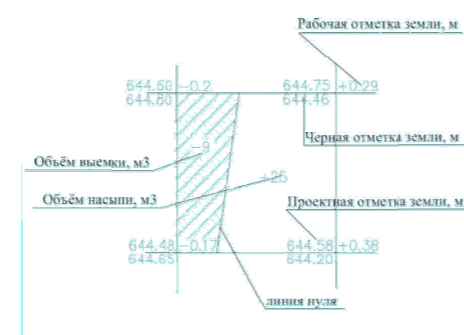 Рабочая отметка земли, м
644.60 -0.2 644.75 +0.29
644.80 644.46
Черная отметка земли, м
-9
Объём выемки, м3
+25
Объём насыпи, м3
Проектная отметка земли, м
644.48 -0.17 644.58 +0.38
644.65 644.20
линия нуля